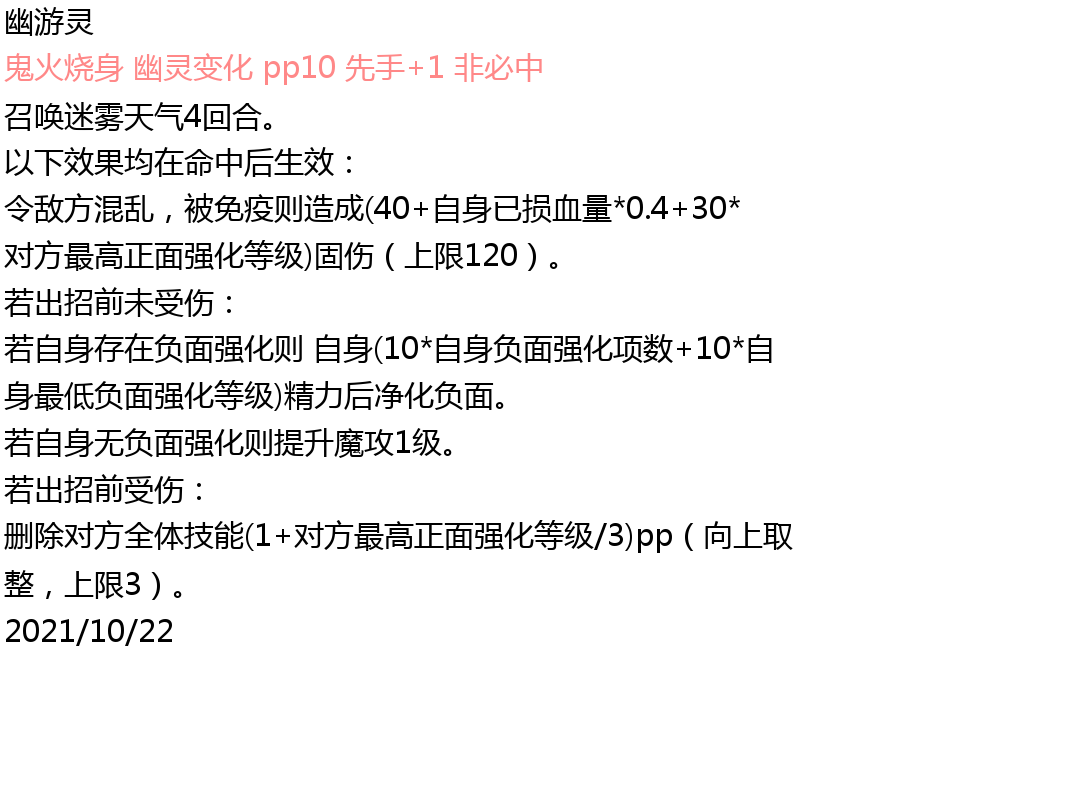 幽游灵
鬼火烧身 幽灵变化 pp10 先手+1 非必中
召唤迷雾天气4回合。
以下效果均在命中后生效：
令敌方混乱，被免疫则造成(40+自身已损血量*0.4+30*
对方最高正面强化等级)固伤（上限120）。
若出招前未受伤：
若自身存在负面强化则 自身(10*自身负面强化项数+10*自
身最低负面强化等级)精力后净化负面。
若自身无负面强化则提升魔攻1级。
若出招前受伤：
删除对方全体技能(1+对方最高正面强化等级/3)pp（向上取
整，上限3）。
2021/10/22